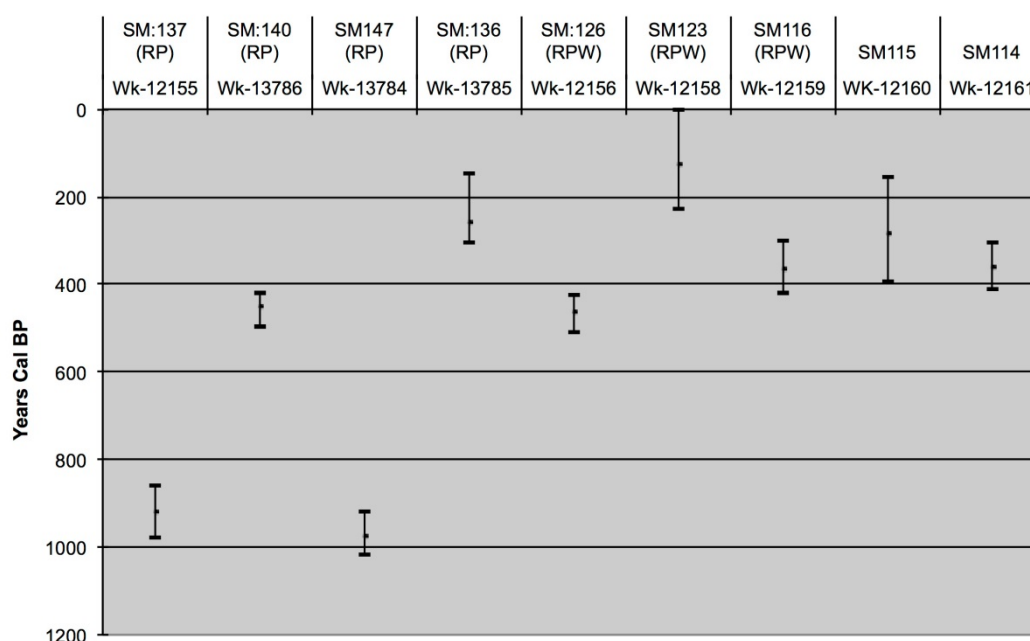 SM:137 SM:140 SM147 SM:136 SM:126 SM123 SM116 SM115 SM114
(RP) (RP) (RP) (RP) (RPW) (RPW) (RPW)
Wk-12155 Wk-13786 Wk-13784 Wk-13785 Wk-12156 Wk-12158 Wk-12159 WK-12160 Wk-12161
0
200
400
600
800
1000
1200
Years Cal BP